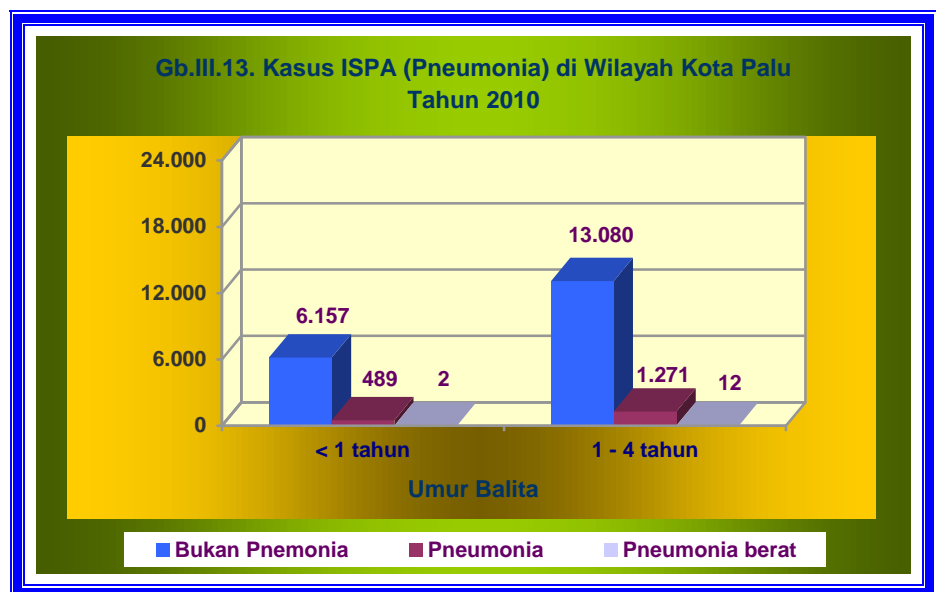 Gb.III.13. Kasus ISPA (Pneumonia) di Wilayah Kota Palu
Tahun 2010
24.000
18.000
12.000
6.000
0
6.157
489
2
13.080
1.271
12
< 1 tahun
1 - 4 tahun
Umur Balita
Bukan Pnemonia
Pneumonia
Pneumonia berat